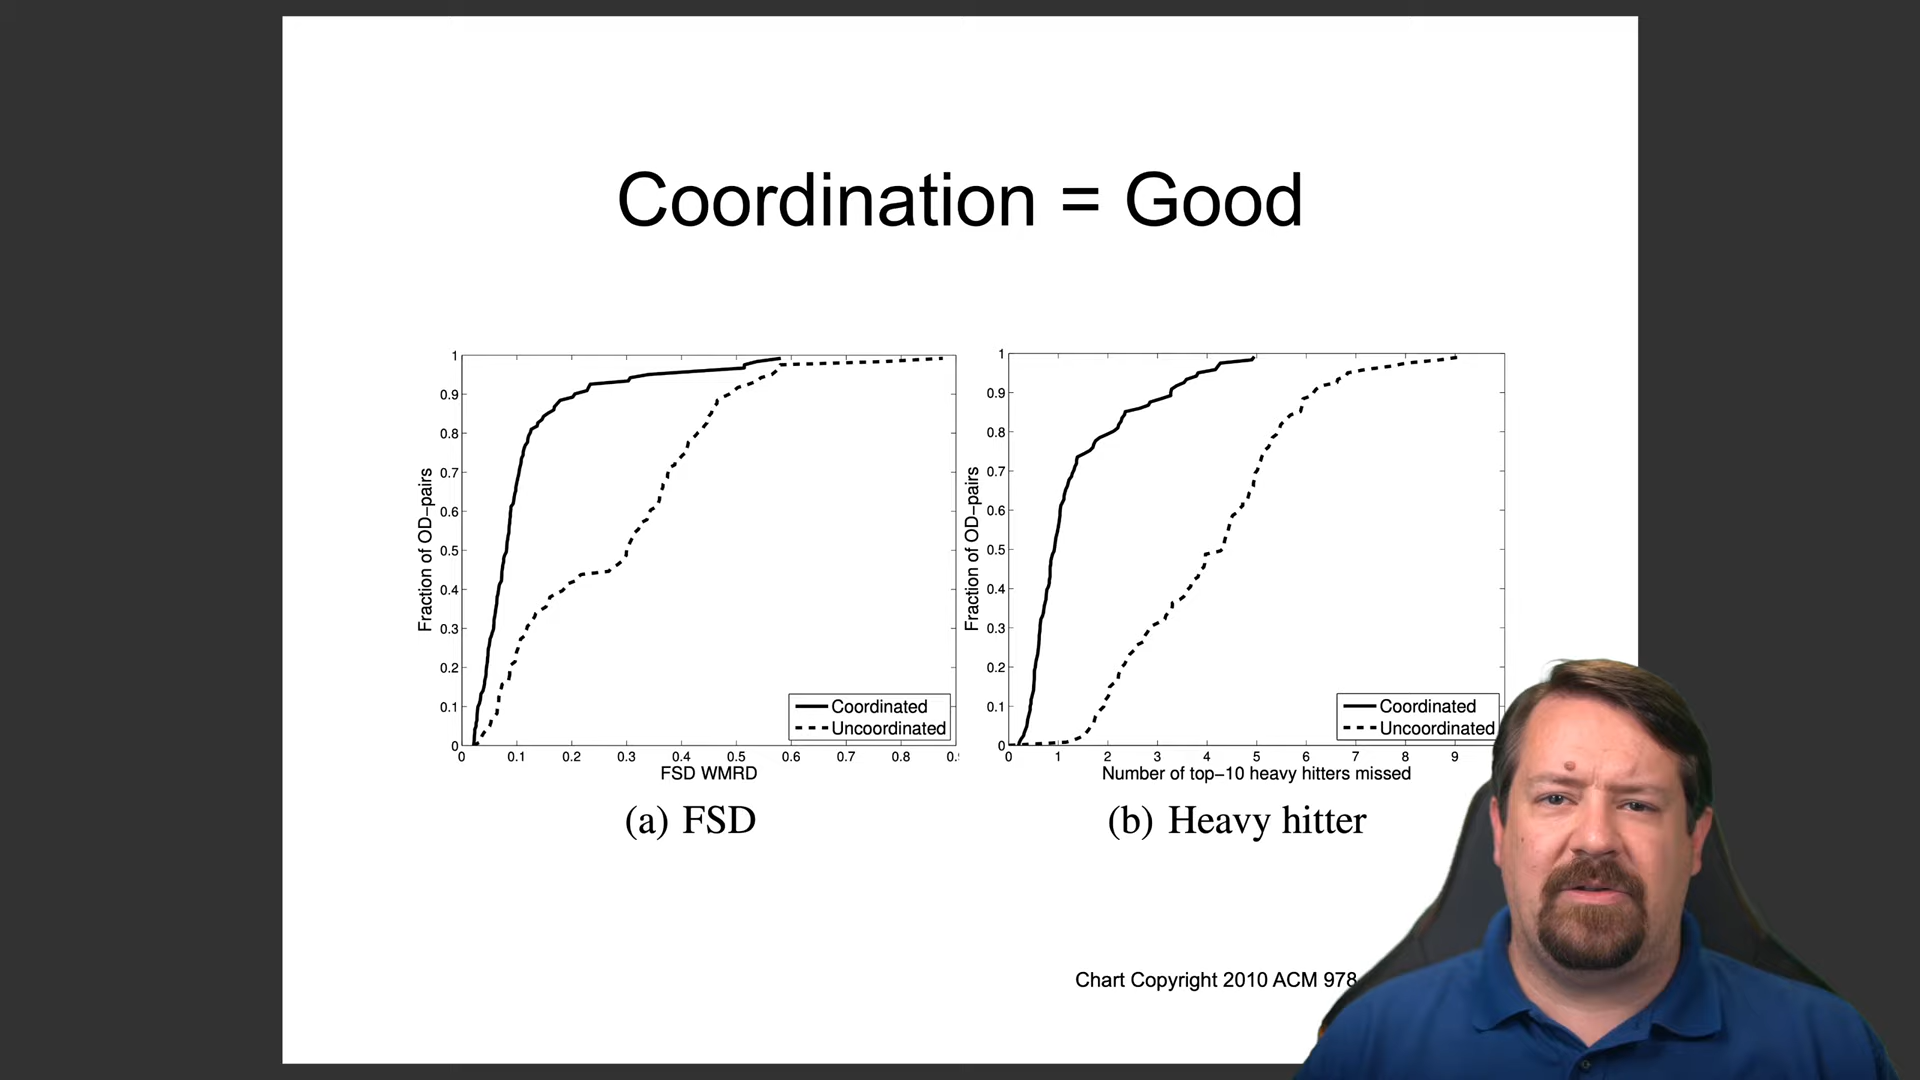 Coordination = Good
1
0.9
0.8
0.7
0.6
0.5
0.4
0.3
0.2
0.1
0
Fraction of OD-pairs
Coordinated
Uncoordinated
0 0.1 0.2 0.3 0.4 0.5 0.6 0.7 0.8 0.9
FSD WMRD
(a) FSD
1
0.9
0.8
0.7
0.6
0.5
0.4
0.3
0.2
0.1
0
Fraction of OD-pairs
Coordinated
Uncoordinated
0 1 2 3 4 5 6 7 8 9
Number of top-10 heavy hitters missed
(b) Heavy hitter
Chart Copyright 2010 ACM 978